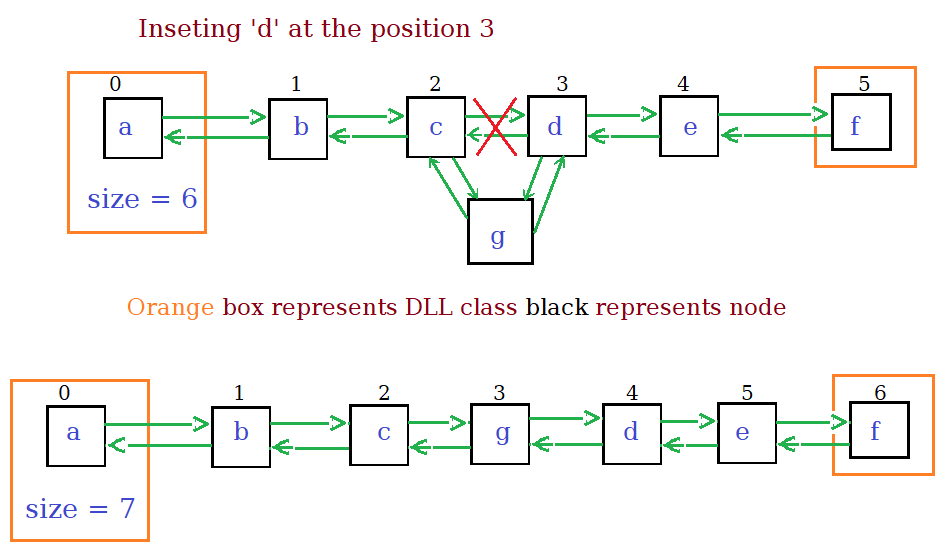 Inseting 'd' at the position 3
0 1 2 3 4 5
a b c d e f
size = 6
g
Orange box represents DLL class black represents node
0 1 2 3 4 5 6
a b c g d e f
size = 7